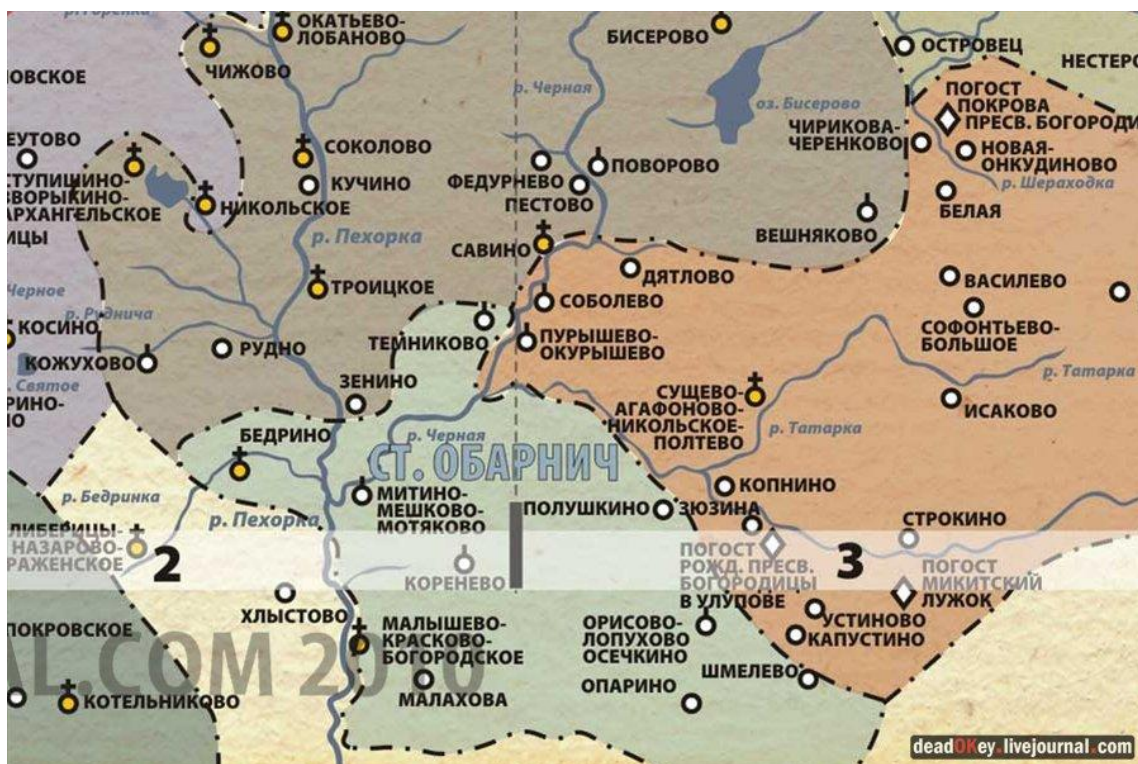 р. Горенка
ОКАТЬЕВО-
ЛОБАНОВО
ЧИЖОВО
БИСЕРОВО
ОСТРОВЕЦ
НЕСТЕРО
ОВСКОЕ
р. Черная
оз. Бисерово
ПОГОСТ
ПОКРОВА
ПРЕСВ. БОГОРОДИ
ЧИРИКОВА-
ЧЕРЕНКОВО
НОВАЯ-
ОНКУДИНОВО
р. Шераходка
ЕУТОВО
СОКОЛОВО
КУЧИНО
ФЕДУРНЕВО
ПОВОРОВО
ПЕСТОВО
БЕЛАЯ
СТУПИШИНО-
ЗВОРЫКИНО-
АРХАНГЕЛЬСКОЕ
ИЦЫ
НИКОЛЬСКОЕ
р. Пехорка
САВИНО
ВЕШНЯКОВО
ДЯТЛОВО
ВАСИЛЕВО
Черное
р. Руднича
ТРОИЦКОЕ
СОБОЛЕВО
СОФОНТЬЕВО-
БОЛЬШОЕ
КОСИНО
КОЖУХОВО
РУДНО
ТЕМНИКОВО
ПУРЫШЕВО-
ОКУРЫШЕВО
р. Татарка
. Святое
РИНО-
НО
ЗЕНИНО
СУЩЕВО-
АГАФОНОВО-
НИКОЛЬСКОЕ-
ПОЛТЕВО
р. Татарка
ИСАКОВО
БЕДРИНО
р. Черная
СТ. ОБАРНИЧ
р. Бедринка
МИТИНО-
МЕШКОВО-
МОТЯКОВО
КОПНИНО
ПОЛУШКИНО
ЗЮЗИНА
СТРОКИНО
р. Пехорка
ЛИБЕРИЦЫ-
НАЗАРОВО-
РАЖЕНСКОЕ
2
КОРЕНЕВО
ПОГОСТ
РОЖД. ПРЕСВ.
БОГОРОДИЦЫ
В УЛУПОВЕ
3
ПОГОСТ
МИКИТСКИЙ
ЛУЖОК
ХЛЫСТОВО
ПОКРОВСКОЕ
МАЛЫШЕВО-
КРАСКОВО-
БОГОРОДСКОЕ
ОРИСОВО-
ЛОПУХОВО
ОСЕЧКИНО
УСТИНОВО
КАПУСТИНО
AL.COM 2010
МАЛАХОВА
ОПАРИНО
ШМЕЛЕВО
КОТЕЛЬНИКОВО
deadOKey.livejournal.com